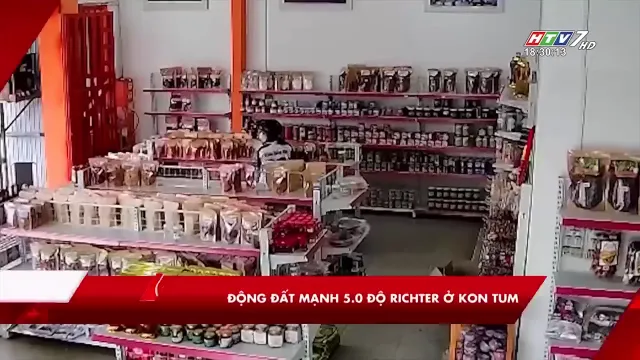 HTV7 HD
18:30:13
ĐỘNG ĐẤT MẠNH 5.0 ĐỘ RICHTER Ở KON TUM